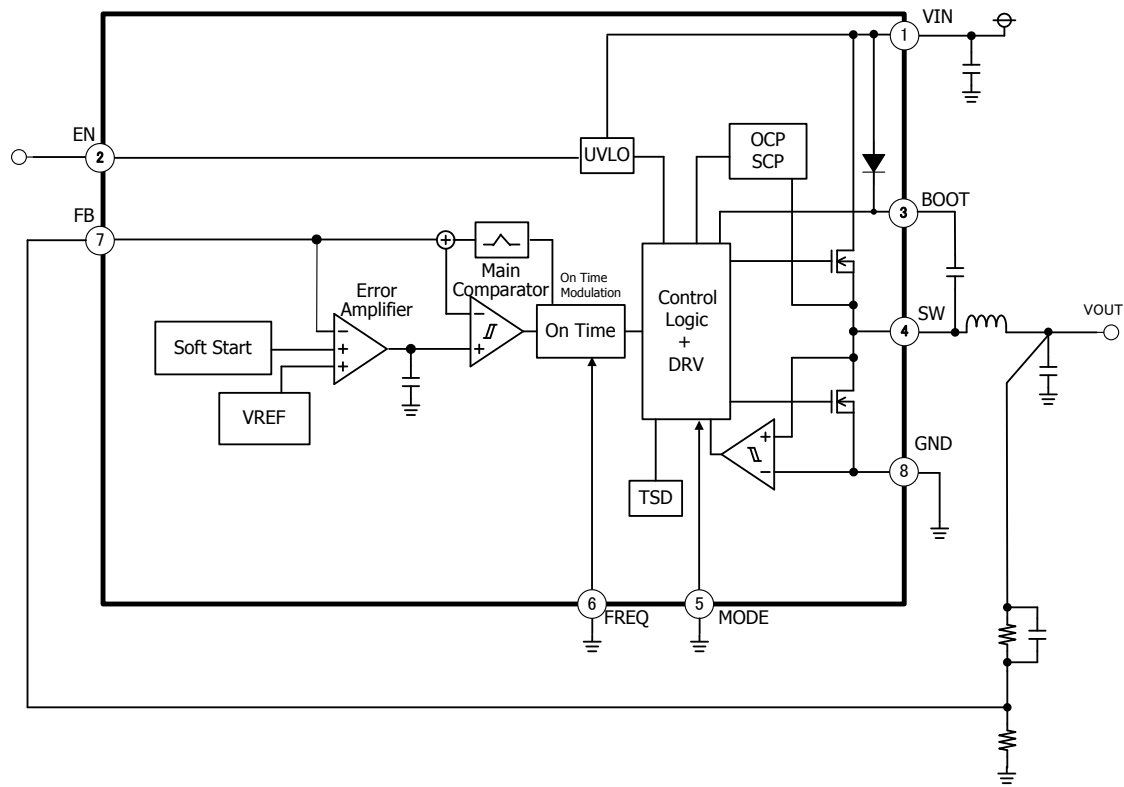 VIN
1
EN
2
UVLO
OCP
SCP
BOOT
3
FB
7
Main
Comparator
On Time
Modulation
Error
Amplifier
Soft Start
−
+
+
VREF
−
+
On Time
Control
Logic
+
DRV
SW
4
VOUT
+
−
GND
8
TSD
6
FREQ
5
MODE